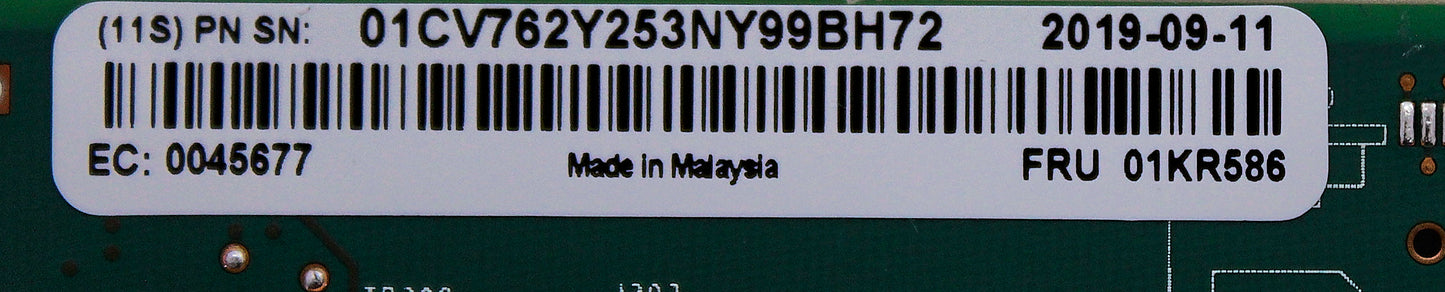 (11S) PN SN: 01CV762Y253NY99BH72 2019-09-11
EC: 0045677 Made in Malaysia FRU 01KR586